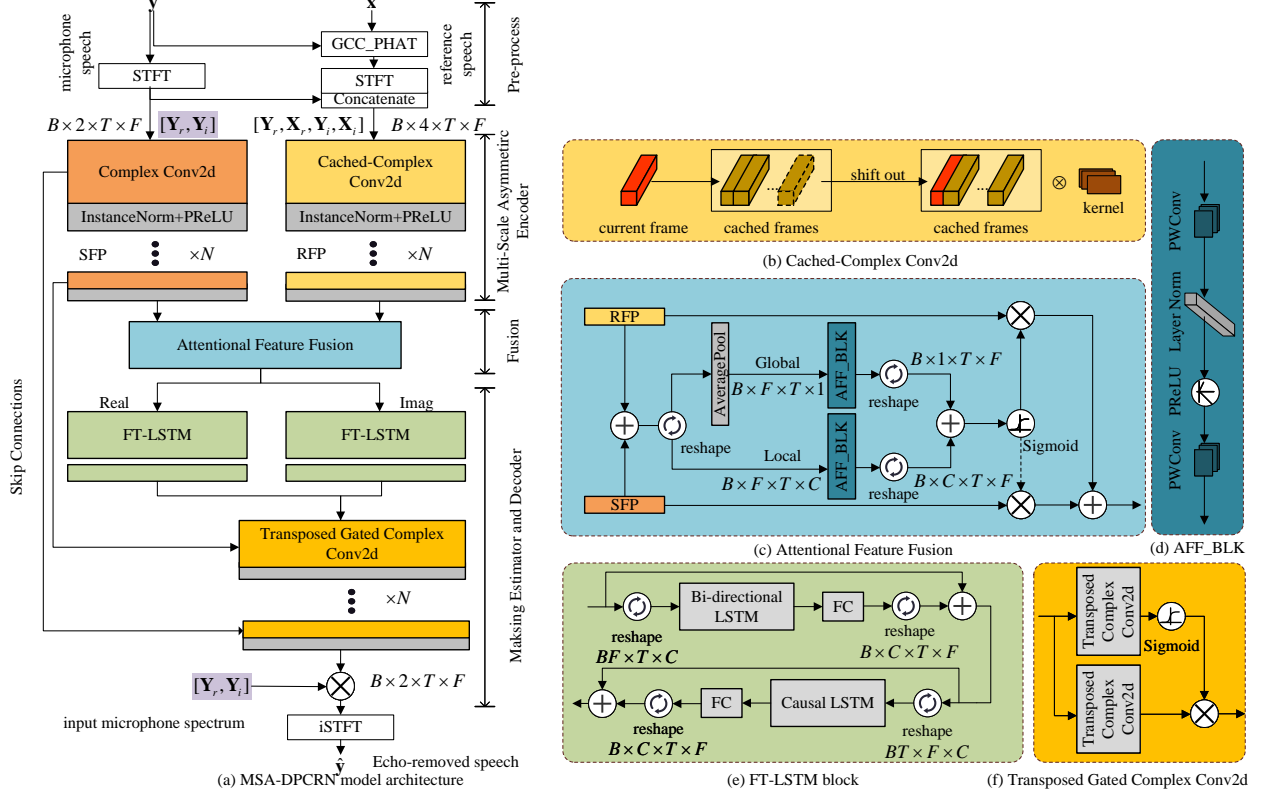 y
x
microphone speech
STFT
GCC_PHAT
STFT
Concatenate
reference speech
Pre-process
B × 2 × T × F
[Y_r, Y_i]
[Y_r, X_r, Y_i, X_i]
B × 4 × T × F
Complex Conv2d
InstanceNorm+PReLU
Cached-Complex
Conv2d
InstanceNorm+PReLU
SFP
×N
RFP
×N
Multi-Scale Asymmetirc
Encoder
Attentional Feature Fusion
Fusion
Real
Imag
FT-LSTM
FT-LSTM
Skip Connections
Transposed Gated Complex
Conv2d
×N
Maksing Estimator and Decoder
[Y_r, Y_i]
B × 2 × T × F
input microphone spectrum
iSTFT
ŷ
Echo-removed speech
(a) MSA-DPCRN model architecture
current frame
...
cached frames
shift out
...
cached frames
⊗
kernel
(b) Cached-Complex Conv2d
RFP
SFP
reshape
AveragePool
Global
B × F × T × 1
AFF_BLK
reshape
B × 1 × T × F
Local
B × F × T × C
AFF_BLK
reshape
B × C × T × F
Sigmoid
(c) Attentional Feature Fusion
PWConv
Layer Norm
PReLU
PWConv
(d) AFF_BLK
reshape
BF × T × C
Bi-directional
LSTM
FC
reshape
B × C × T × F
reshape
B × C × T × F
FC
Causal LSTM
reshape
BT × F × C
(e) FT-LSTM block
Transposed
Complex
Conv2d
Sigmoid
Transposed
Complex
Conv2d
(f) Transposed Gated Complex Conv2d